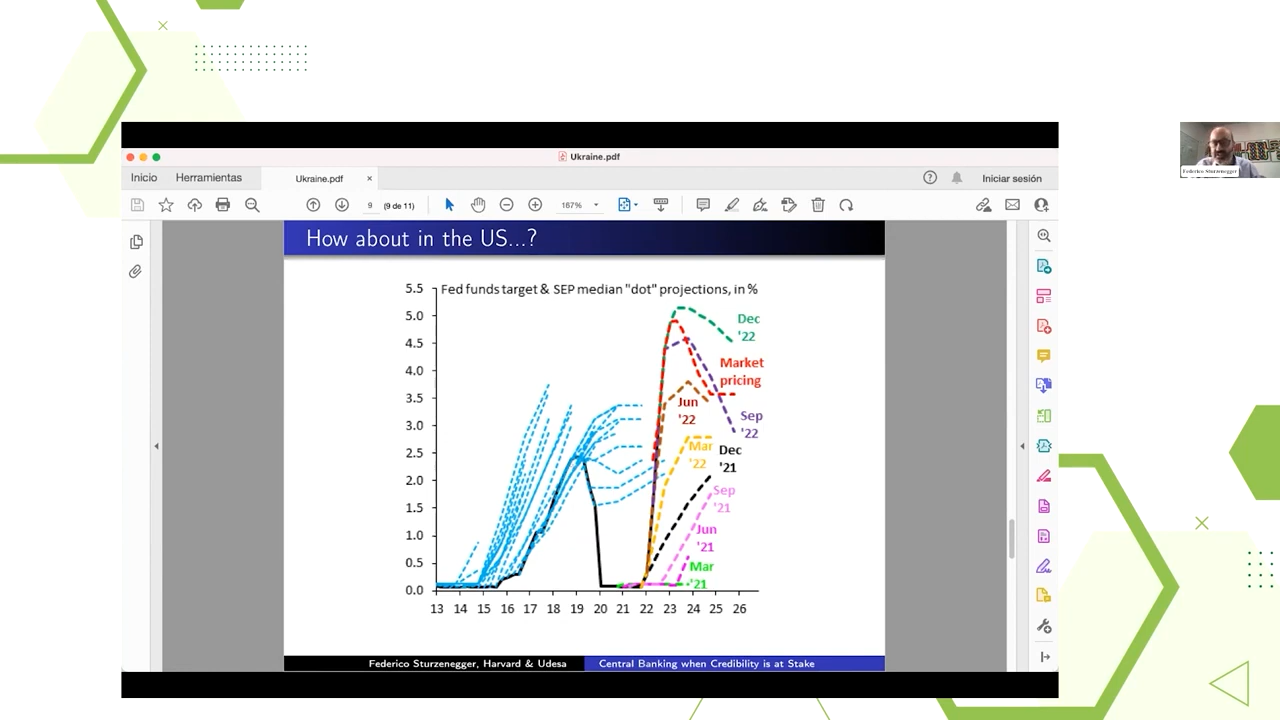 Ukraine.pdf
Inicio
Herramientas
Ukraine.pdf
×
Iniciar sesión
9
(9 de 11)
167%
How about in the US...?
Fed funds target & SEP median "dot" projections, in %
5.5
5.0
4.5
4.0
3.5
3.0
2.5
2.0
1.5
1.0
0.5
0.0
Dec
'22
Market
pricing
Jun
'22
Sep
'22
Mar
'22
Dec
'21
Sep
'21
Jun
'21
Mar
'21
13 14 15 16 17 18 19 20 21 22 23 24 25 26
Federico Sturzenegger, Harvard & Udesa
Central Banking when Credibility is at Stake
Federico Sturzenegger